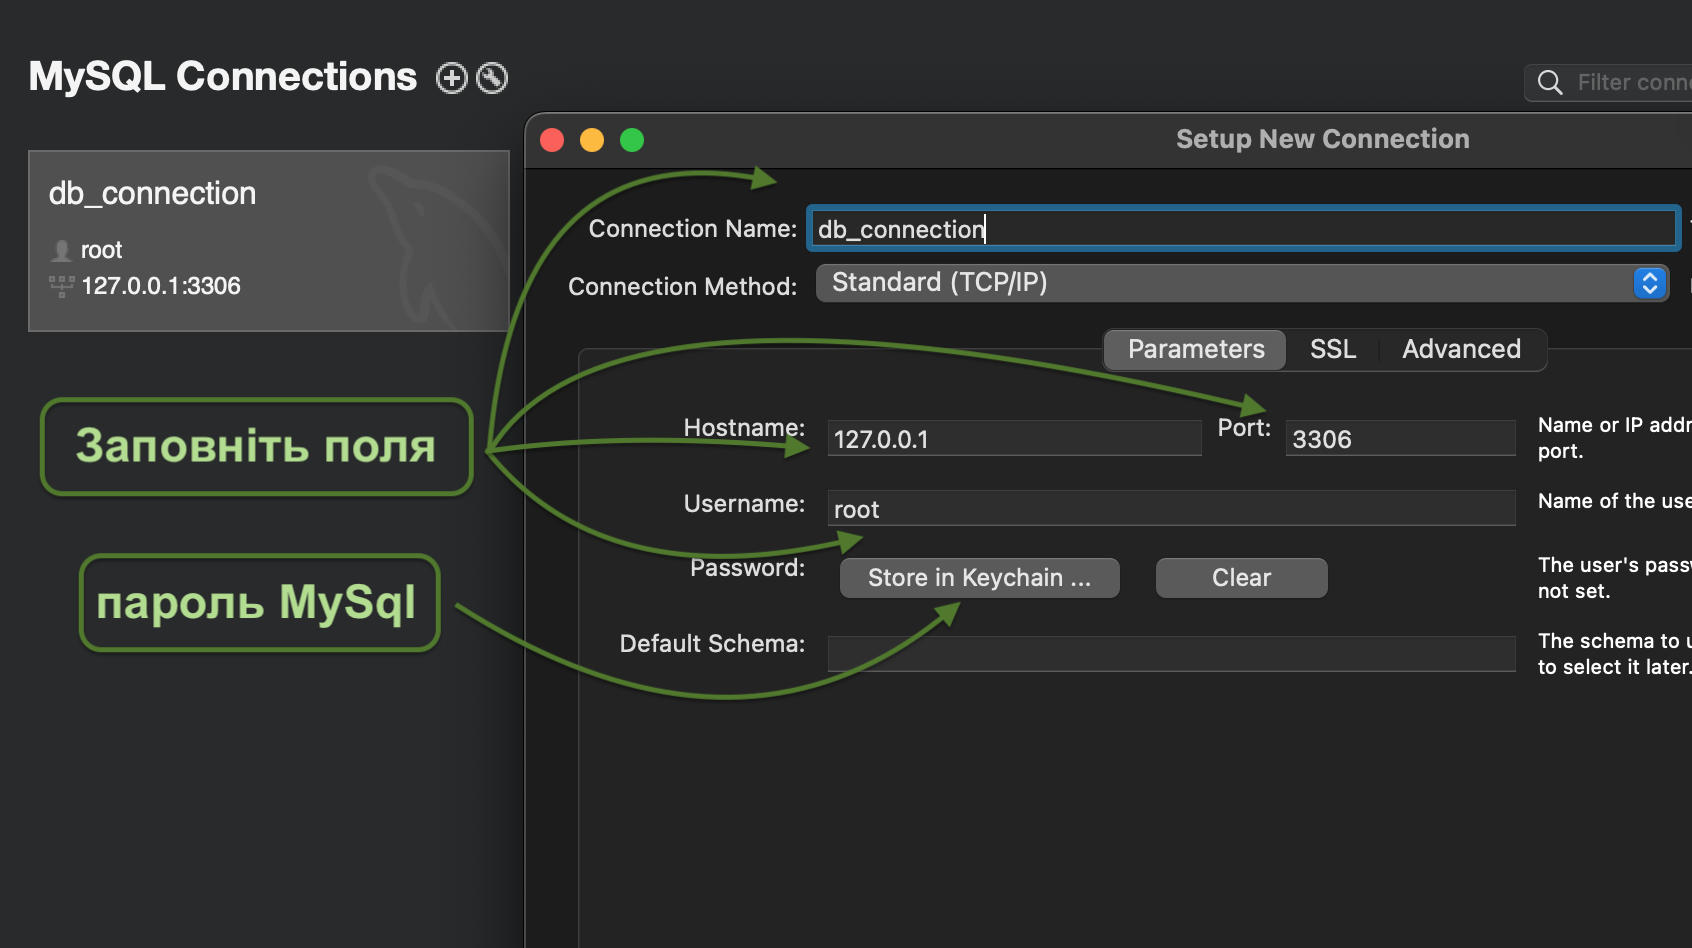 MySQL Connections
Filter conne
db_connection
root
127.0.0.1:3306
Заповніть поля
пароль MySql
Setup New Connection
Connection Name: db_connection
Connection Method: Standard (TCP/IP)
Parameters SSL Advanced
Hostname: 127.0.0.1 Port: 3306 Name or IP addr
port.
Username: root Name of the use
Password: Store in Keychain ... Clear The user's passw
not set.
Default Schema: The schema to u
to select it later.